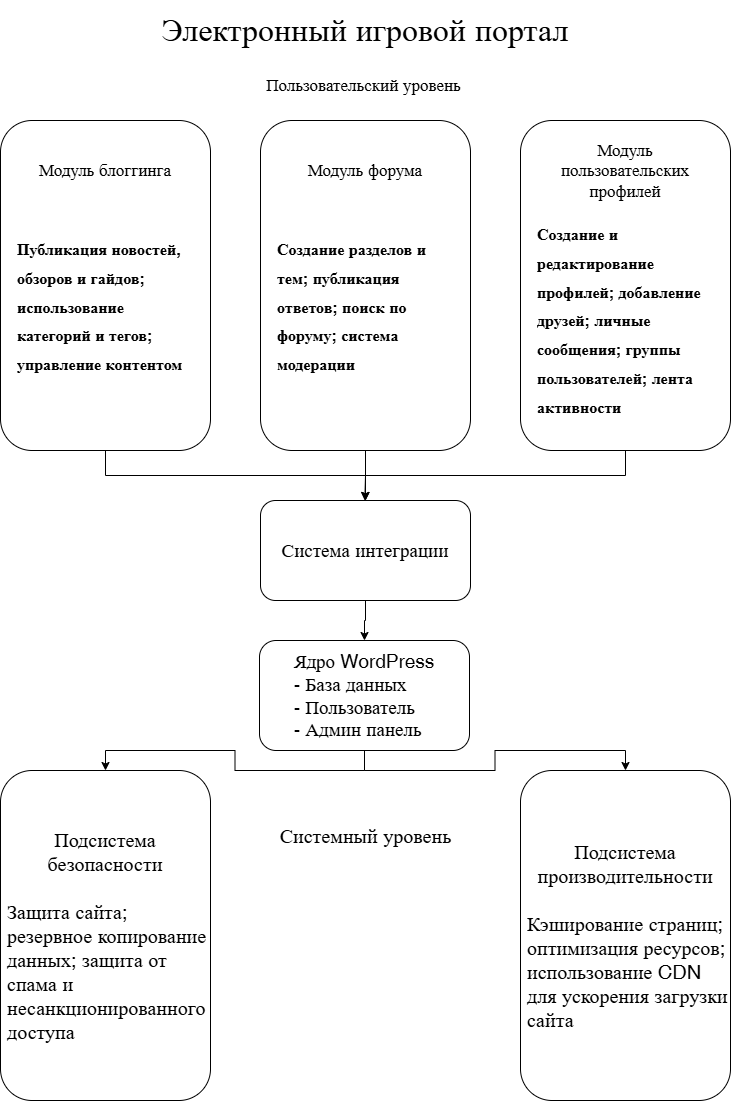 Электронный игровой портал
Пользовательский уровень
Модуль блоггинга
Публикация новостей,
обзоров и гайдов;
использование
категорий и тегов;
управление контентом
Модуль форума
Создание разделов и
тем; публикация
ответов; поиск по
форуму; система
модерации
Модуль
пользовательских
профилей
Создание и
редактирование
профилей; добавление
друзей; личные
сообщения; группы
пользователей; лента
активности
Система интеграции
Ядро WordPress
- База данных
- Пользователь
- Админ панель
Подсистема
безопасности
Защита сайта;
резервное копирование
данных; защита от
спама и
несанкционированного
доступа
Системный уровень
Подсистема
производительности
Кэширование страниц;
оптимизация ресурсов;
использование CDN
для ускорения загрузки
сайта